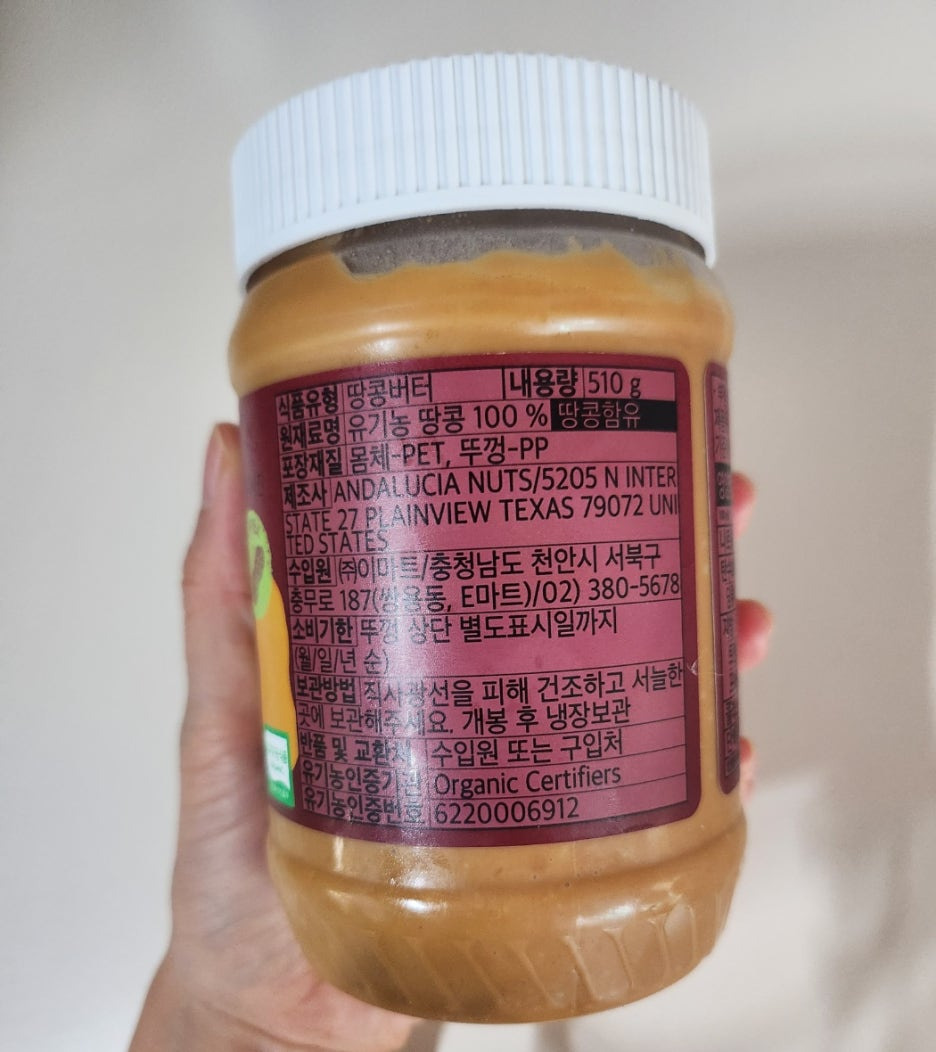 식품유형 땅콩버터 내용량 510 g
원재료명 유기농 땅콩 100 % 땅콩함유
포장재질 몸체-PET, 뚜껑-PP
제조사 ANDALUCIA NUTS/5205 N INTER
STATE 27 PLAINVIEW TEXAS 79072 UNI
TED STATES
수입원 ㈜이마트/충청남도 천안시 서북구
충무로 187(쌍용동, E마트)/02) 380-5678
소비기한 뚜껑 상단 별도표시일까지
(월/일/년 순)
보관방법 직사광선을 피해 건조하고 서늘한
곳에 보관해주세요. 개봉 후 냉장보관
반품 및 교환처 수입원 또는 구입처
유기농인증기관 Organic Certifiers
유기농인증번호 6220006912